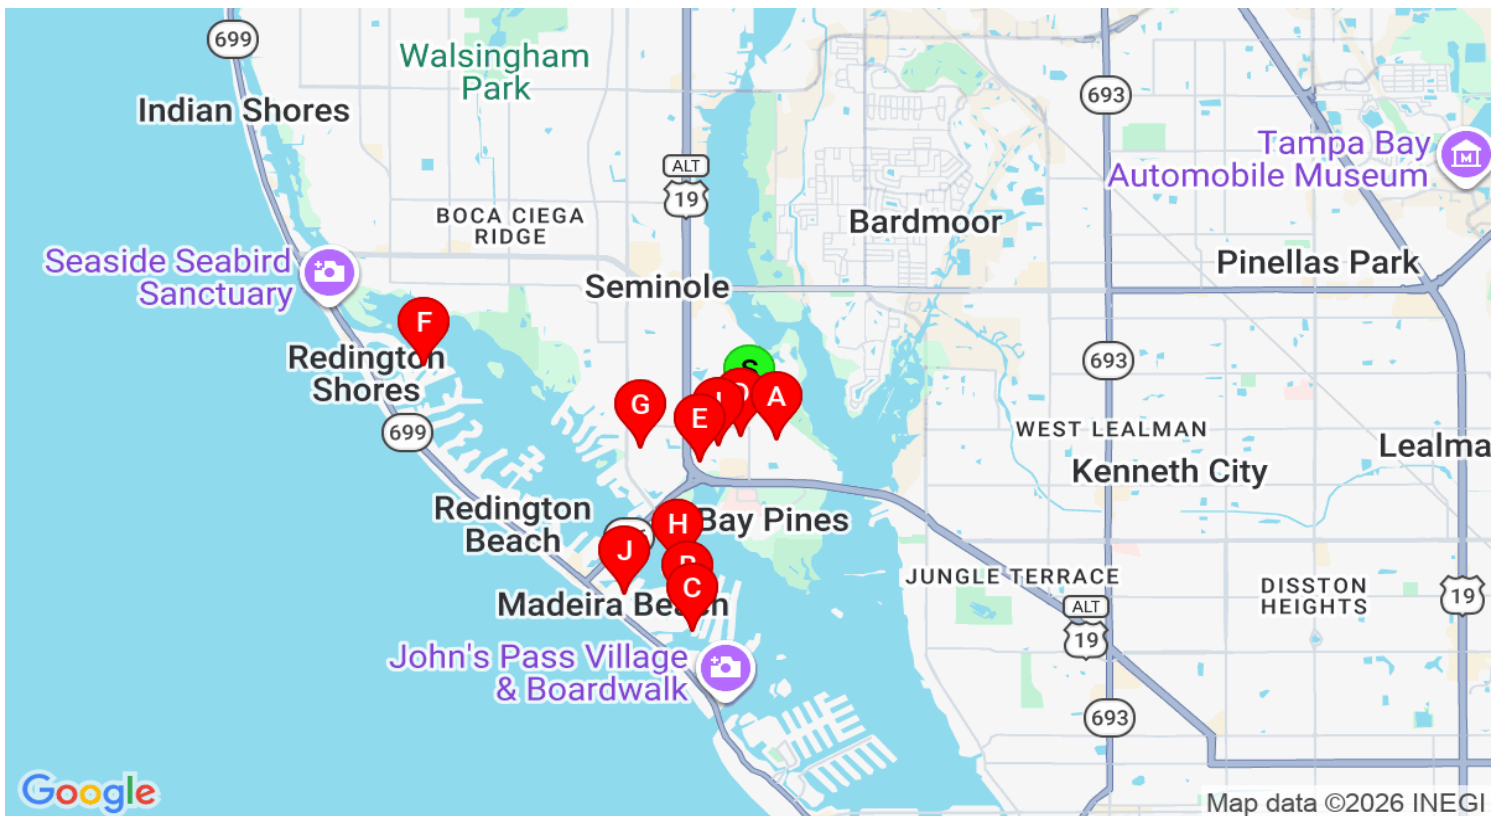 699
Walsingham
Park
Indian Shores
693
ALT
19
Tampa Bay
Automobile Museum
BOCA CIEGA
RIDGE
Bardmoor
Seaside Seabird
Sanctuary
Seminole
Pinellas Park
F
Redington
Shores
693
S
G
E
D
A
699
WEST LEALMAN
Kenneth City
Lealma
Redington
Beach
H
Bay Pines
J
B
C
Madeira Beach
JUNGLE TERRACE
ALT
19
DISSTON
HEIGHTS
19
John's Pass Village
& Boardwalk
693
Google
Map data ©2026 INEGI